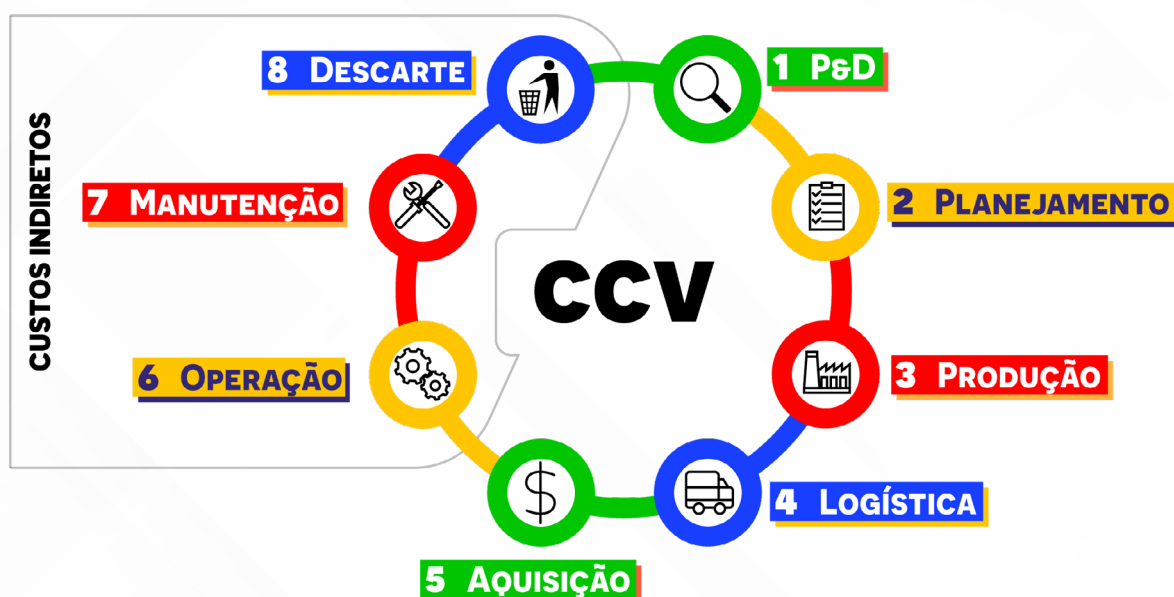 CUSTOS INDIRETOS
8 DESCARTE
1 P&D
7 MANUTENÇÃO
2 PLANEJAMENTO
CCV
6 OPERAÇÃO
3 PRODUÇÃO
$
4 LOGÍSTICA
5 AQUISIÇÃO